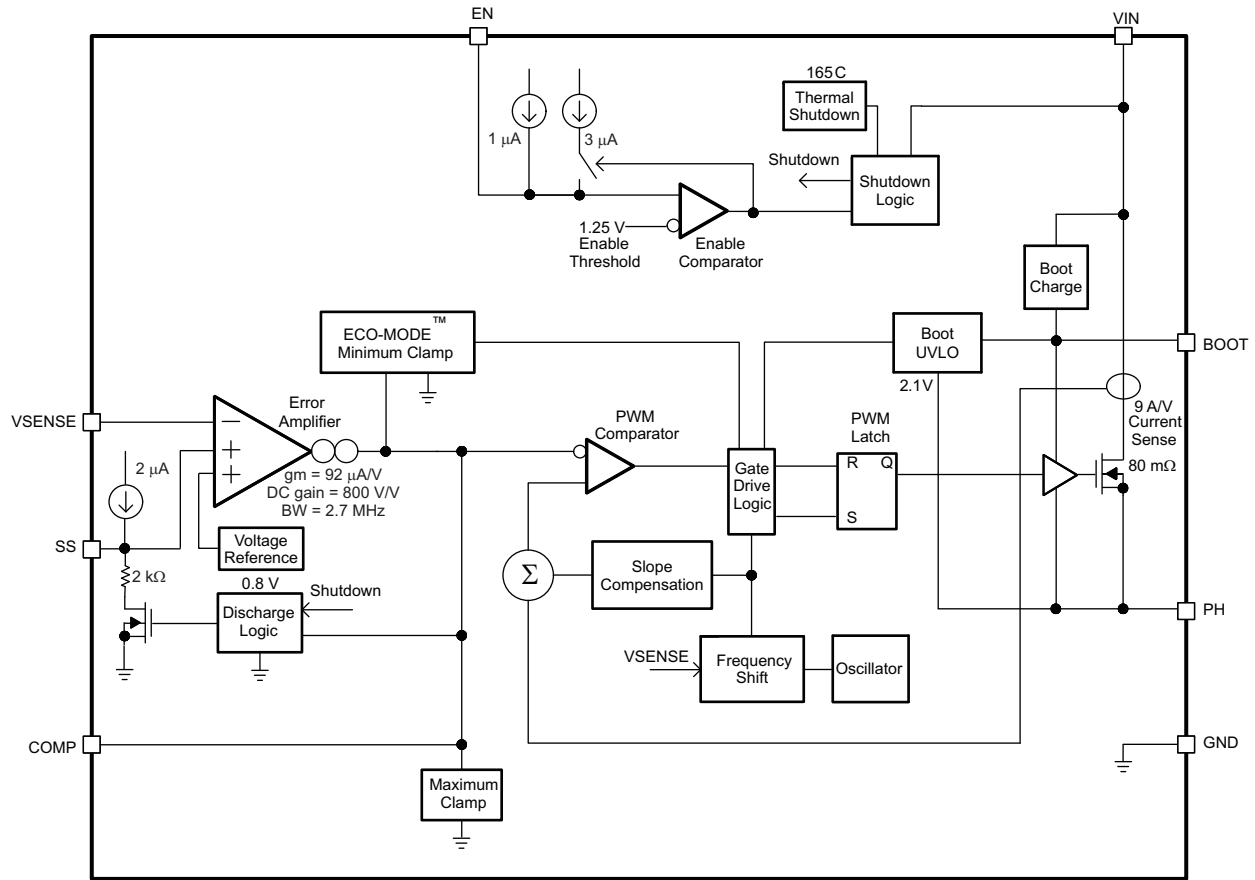 EN
VIN
165 C
Thermal
Shutdown
1 μA
3 μA
Shutdown
Shutdown
Logic
1.25 V
Enable
Threshold
Enable
Comparator
Boot
Charge
ECO-MODE™
Minimum Clamp
Boot
UVLO
BOOT
2.1V
9 A/V
Current
Sense
80 mΩ
VSENSE
Error
Amplifier
−
+
+
gm = 92 μA/V
DC gain = 800 V/V
BW = 2.7 MHz
PWM
Comparator
Gate
Drive
Logic
PWM
Latch
R Q
S
2 μA
SS
Voltage
Reference
2 kΩ
0.8 V
Shutdown
Discharge
Logic
Σ
Slope
Compensation
PH
VSENSE
Frequency
Shift
Oscillator
COMP
GND
Maximum
Clamp